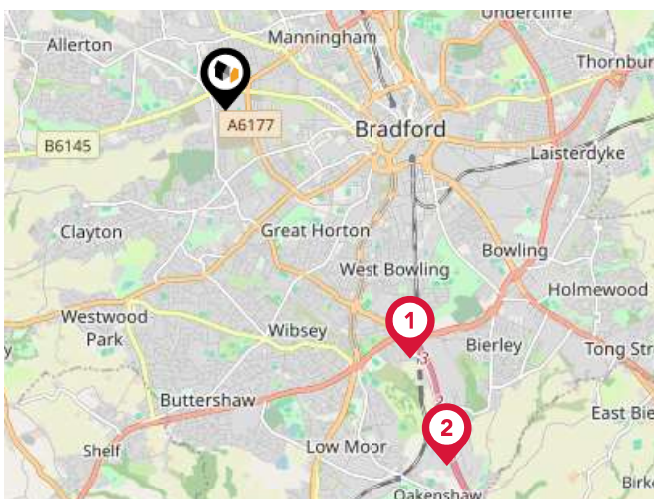 Undercliffe
Allerton
Manningham
Thornbur
A6177
Bradford
B6145
Laisterdyke
Clayton
Great Horton
Bowling
West Bowling
Holmewood
Westwood
Park
1
Wibsey
Bierley
Tong Str
Buttershaw
2
East Bie
Shelf
Low Moor
Birke
Oakenshaw